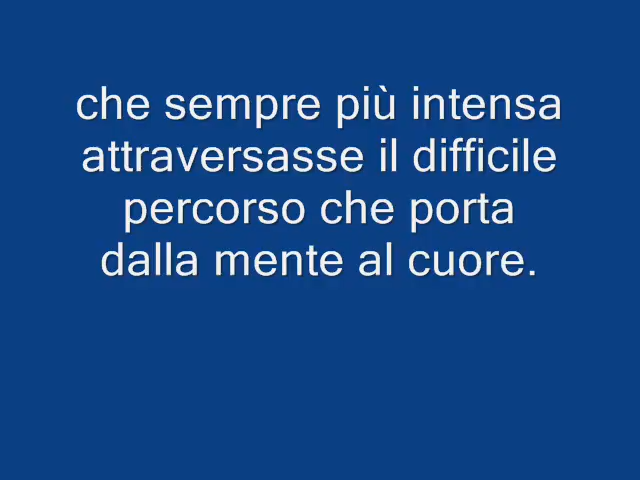 che sempre più intensa
attraversasse il difficile
percorso che porta
dalla mente al cuore.